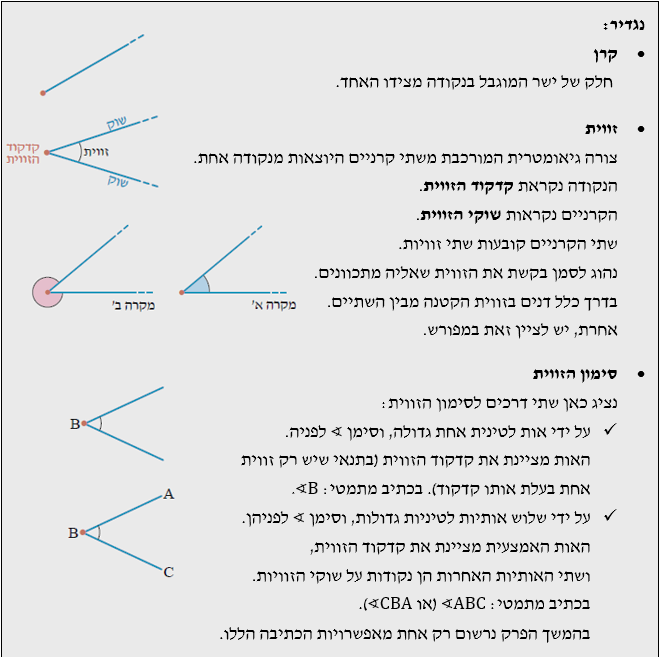 נגדיר:
• קרן
חלק של ישר המוגבל בנקודה מצידו האחד.
• זווית
צורה גיאומטרית המורכבת משתי קרניים היוצאות מנקודה אחת.
הנקודה נקראת קדקוד הזווית.
הקרניים נקראות שוקי הזווית.
שתי הקרניים קובעות שתי זוויות.
נהוג לסמן בקשת את הזווית שאליה מתכוונים.
בדרך כלל דנים בזווית הקטנה מבין השתיים.
אחרת, יש לציין זאת במפורש.
שוק
זווית
קדקוד
הזווית
שוק
מקרה א'
מקרה ב'
• סימון הזווית
נציג כאן שתי דרכים לסימון הזווית:
✓ על ידי אות לטינית אחת גדולה, וסימן ∢ לפניה.
האות מציינת את קדקוד הזווית (בתנאי שיש רק זווית
אחת בעלת אותו קדקוד). בכתיב מתמטי: ∢B.
✓ על ידי שלוש אותיות לטיניות גדולות, וסימן ∢ לפניהן.
האות האמצעית מציינת את קדקוד הזווית,
ושתי האותיות האחרות הן נקודות על שוקי הזוויות.
בכתיב מתמטי: ∢ABC (או ∢CBA).
בהמשך הפרק נרשום רק אחת מאפשרויות הכתיבה הללו.
B
A
B
C